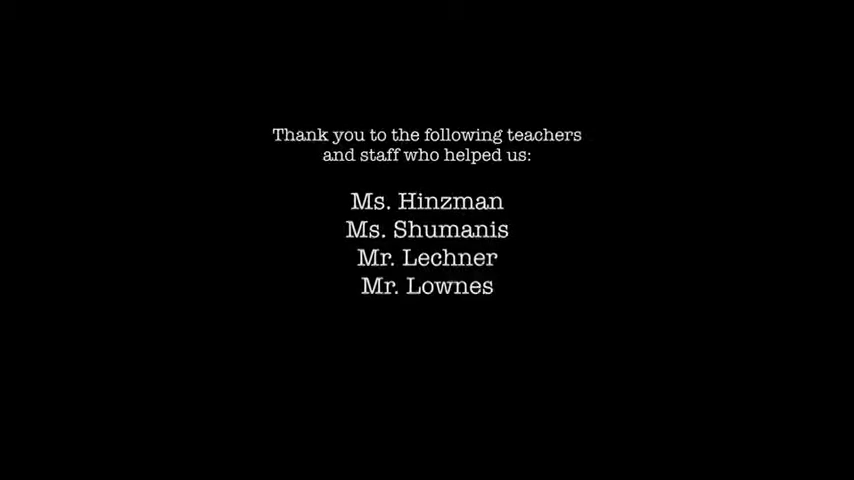 Thank you to the following teachers
and staff who helped us:
Ms. Hinzman
Ms. Shumanis
Mr. Lechner
Mr. Lownes